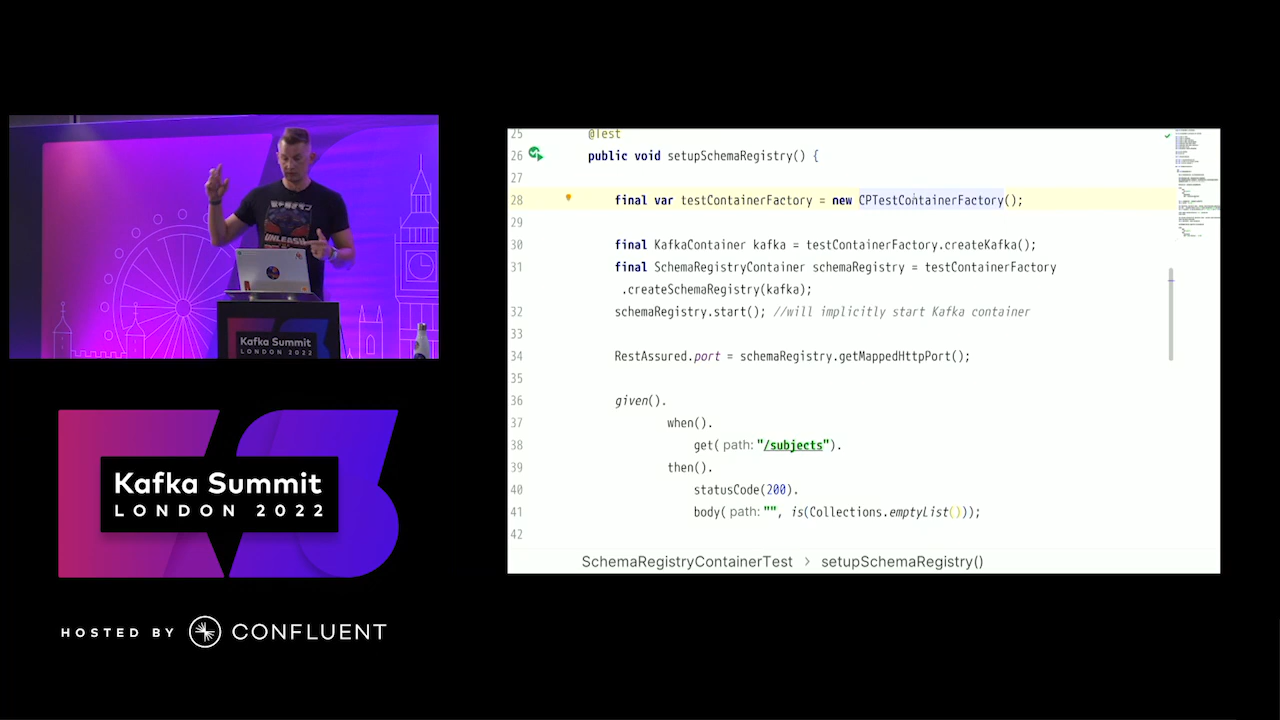 Kafka Summit
LONDON 2022
UNLEASH
Kafka Summit
LONDON 2022
HOSTED BY CONFLUENT
25 @Test
26 public void setupSchemaRegistry() {
27
28 final var testContainerFactory = new CPTestContainerFactory();
29
30 final KafkaContainer kafka = testContainerFactory.createKafka();
31 final SchemaRegistryContainer schemaRegistry = testContainerFactory
.createSchemaRegistry(kafka);
32 schemaRegistry.start(); //will implicitly start Kafka container
33
34 RestAssured.port = schemaRegistry.getMappedHttpPort();
35
36 given().
37 when().
38 get( path: "/subjects").
39 then().
40 statusCode(200).
41 body( path: "", is(Collections.emptyList()));
42
SchemaRegistryContainerTest > setupSchemaRegistry()